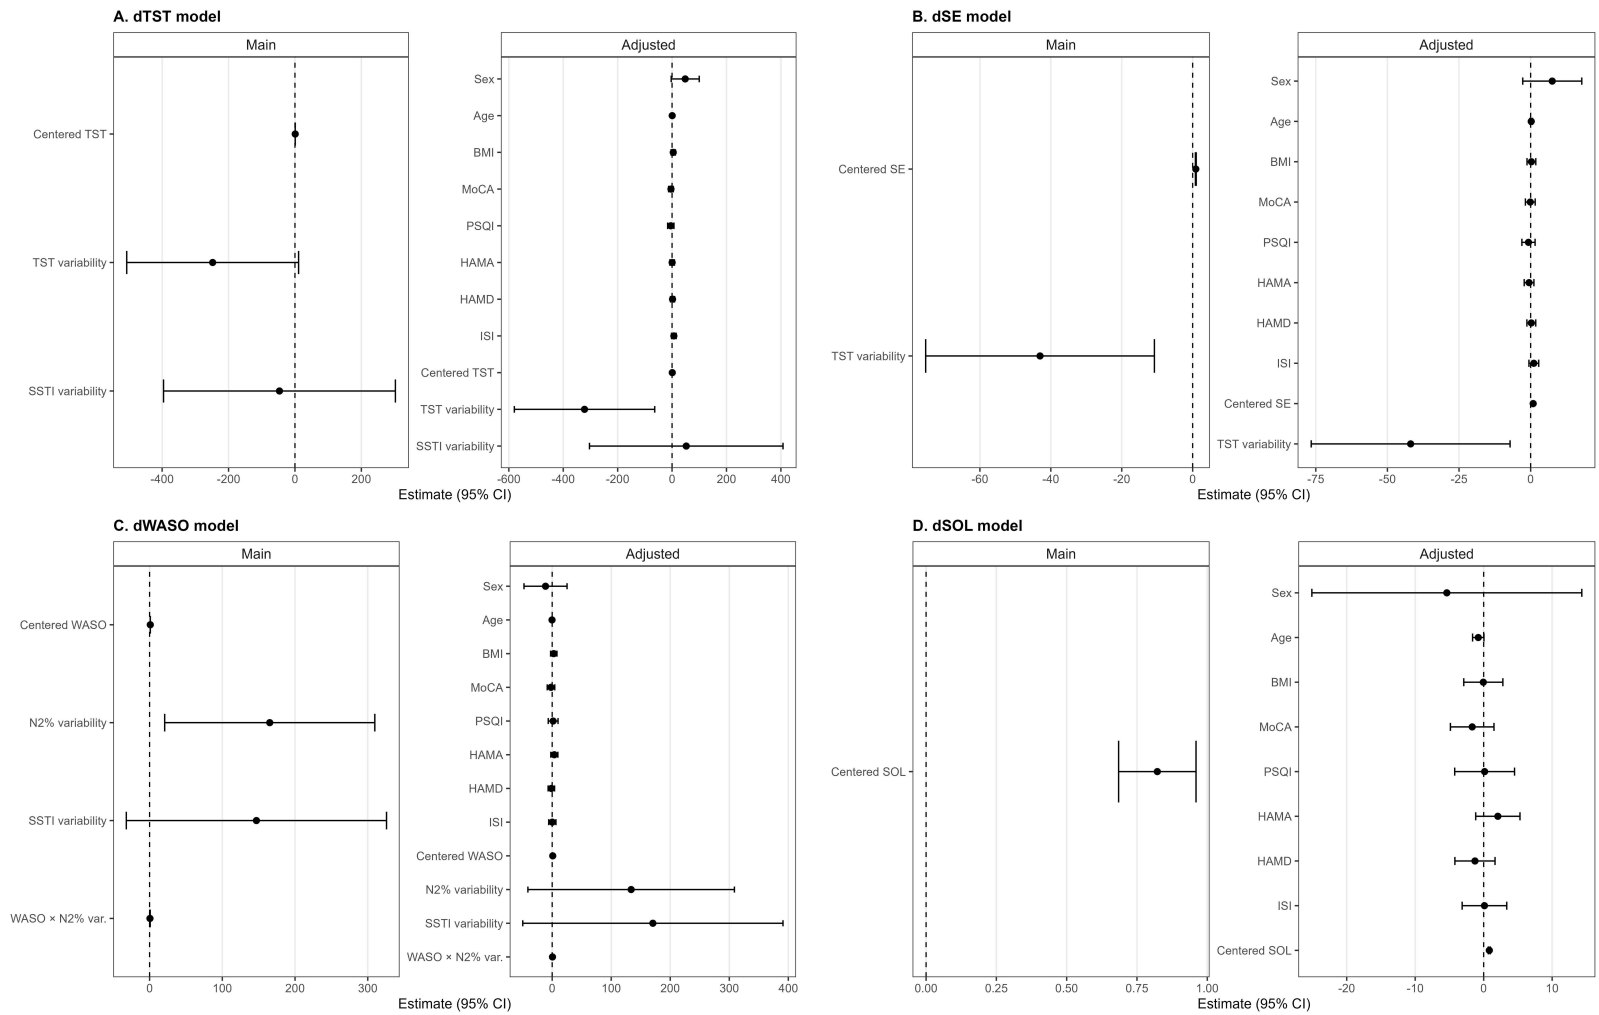 A. dTST model
Main
Centered TST
TST variability
SSTI variability
-400 -200 0 200
Adjusted
Sex
Age
BMI
MoCA
PSQI
HAMA
HAMD
ISI
Centered TST
TST variability
SSTI variability
-600 -400 -200 0 200 400
Estimate (95% CI)
B. dSE model
Main
Centered SE
TST variability
-60 -40 -20 0
Adjusted
Sex
Age
BMI
MoCA
PSQI
HAMA
HAMD
ISI
Centered SE
TST variability
-75 -50 -25 0
Estimate (95% CI)
C. dWASO model
Main
Centered WASO
N2% variability
SSTI variability
WASO × N2% var.
0 100 200 300
Adjusted
Sex
Age
BMI
MoCA
PSQI
HAMA
HAMD
ISI
Centered WASO
N2% variability
SSTI variability
WASO × N2% var.
0 100 200 300 400
Estimate (95% CI)
D. dSOL model
Main
Centered SOL
0.00 0.25 0.50 0.75 1.00
Adjusted
Sex
Age
BMI
MoCA
PSQI
HAMA
HAMD
ISI
Centered SOL
-20 -10 0 10
Estimate (95% CI)